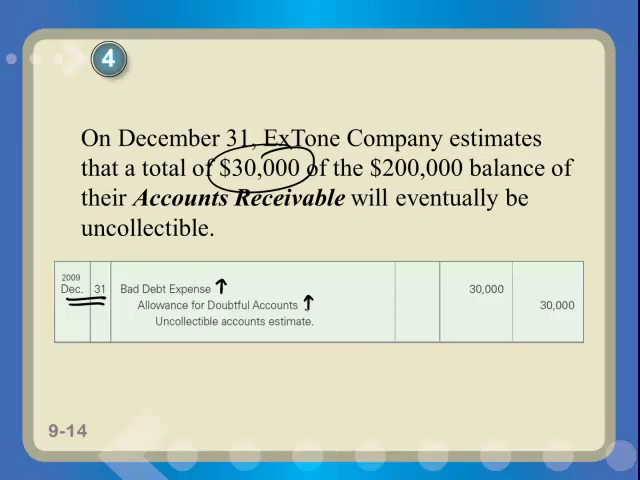 4
On December 31, ExTone Company estimates
that a total of $30,000 of the $200,000 balance of
their Accounts Receivable will eventually be
uncollectible.
2009
Dec. 31 Bad Debt Expense 30,000
Allowance for Doubtful Accounts 30,000
Uncollectible accounts estimate.
9-14